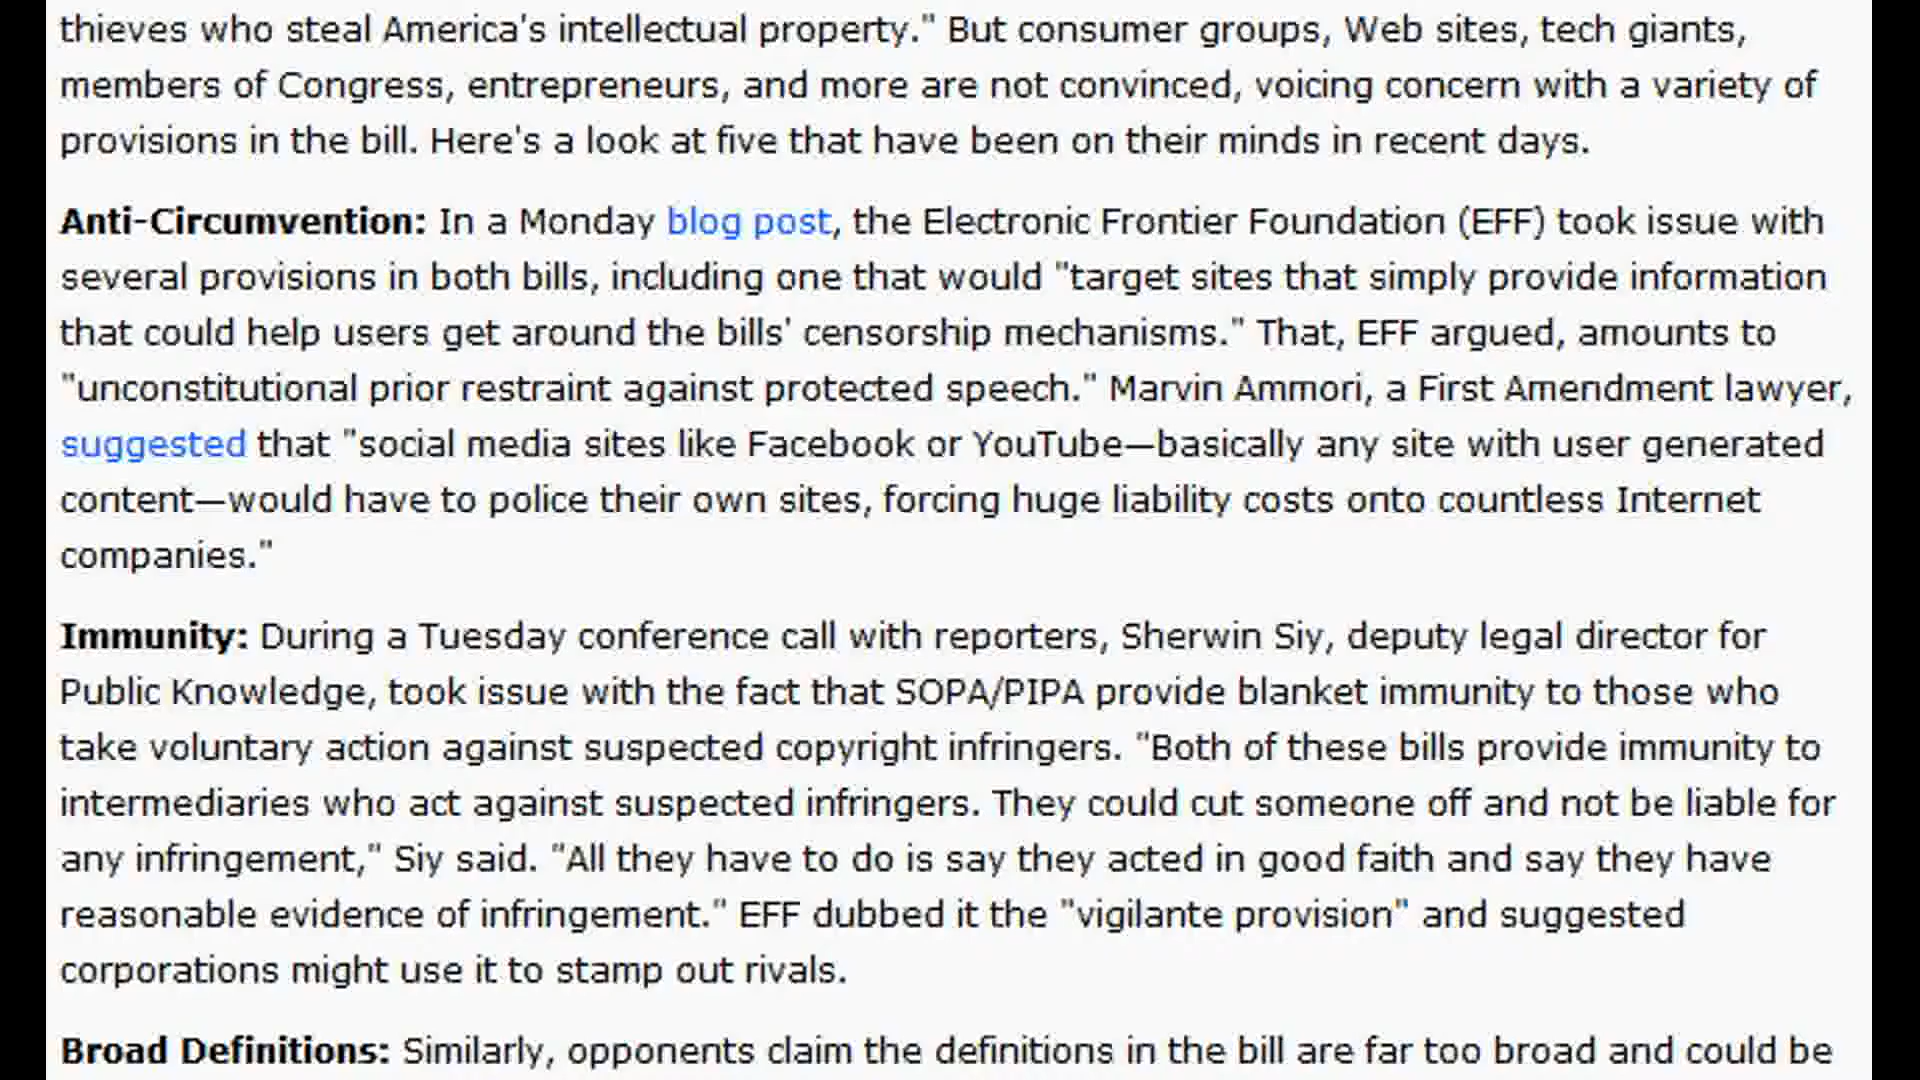 thieves who steal America's intellectual property." But consumer groups, Web sites, tech giants,
members of Congress, entrepreneurs, and more are not convinced, voicing concern with a variety of
provisions in the bill. Here's a look at five that have been on their minds in recent days.
Anti-Circumvention: In a Monday blog post, the Electronic Frontier Foundation (EFF) took issue with
several provisions in both bills, including one that would "target sites that simply provide information
that could help users get around the bills' censorship mechanisms." That, EFF argued, amounts to
"unconstitutional prior restraint against protected speech." Marvin Ammori, a First Amendment lawyer,
suggested that "social media sites like Facebook or YouTube—basically any site with user generated
content—would have to police their own sites, forcing huge liability costs onto countless Internet
companies."
Immunity: During a Tuesday conference call with reporters, Sherwin Siy, deputy legal director for
Public Knowledge, took issue with the fact that SOPA/PIPA provide blanket immunity to those who
take voluntary action against suspected copyright infringers. "Both of these bills provide immunity to
intermediaries who act against suspected infringers. They could cut someone off and not be liable for
any infringement," Siy said. "All they have to do is say they acted in good faith and say they have
reasonable evidence of infringement." EFF dubbed it the "vigilante provision" and suggested
corporations might use it to stamp out rivals.
Broad Definitions: Similarly, opponents claim the definitions in the bill are far too broad and could be